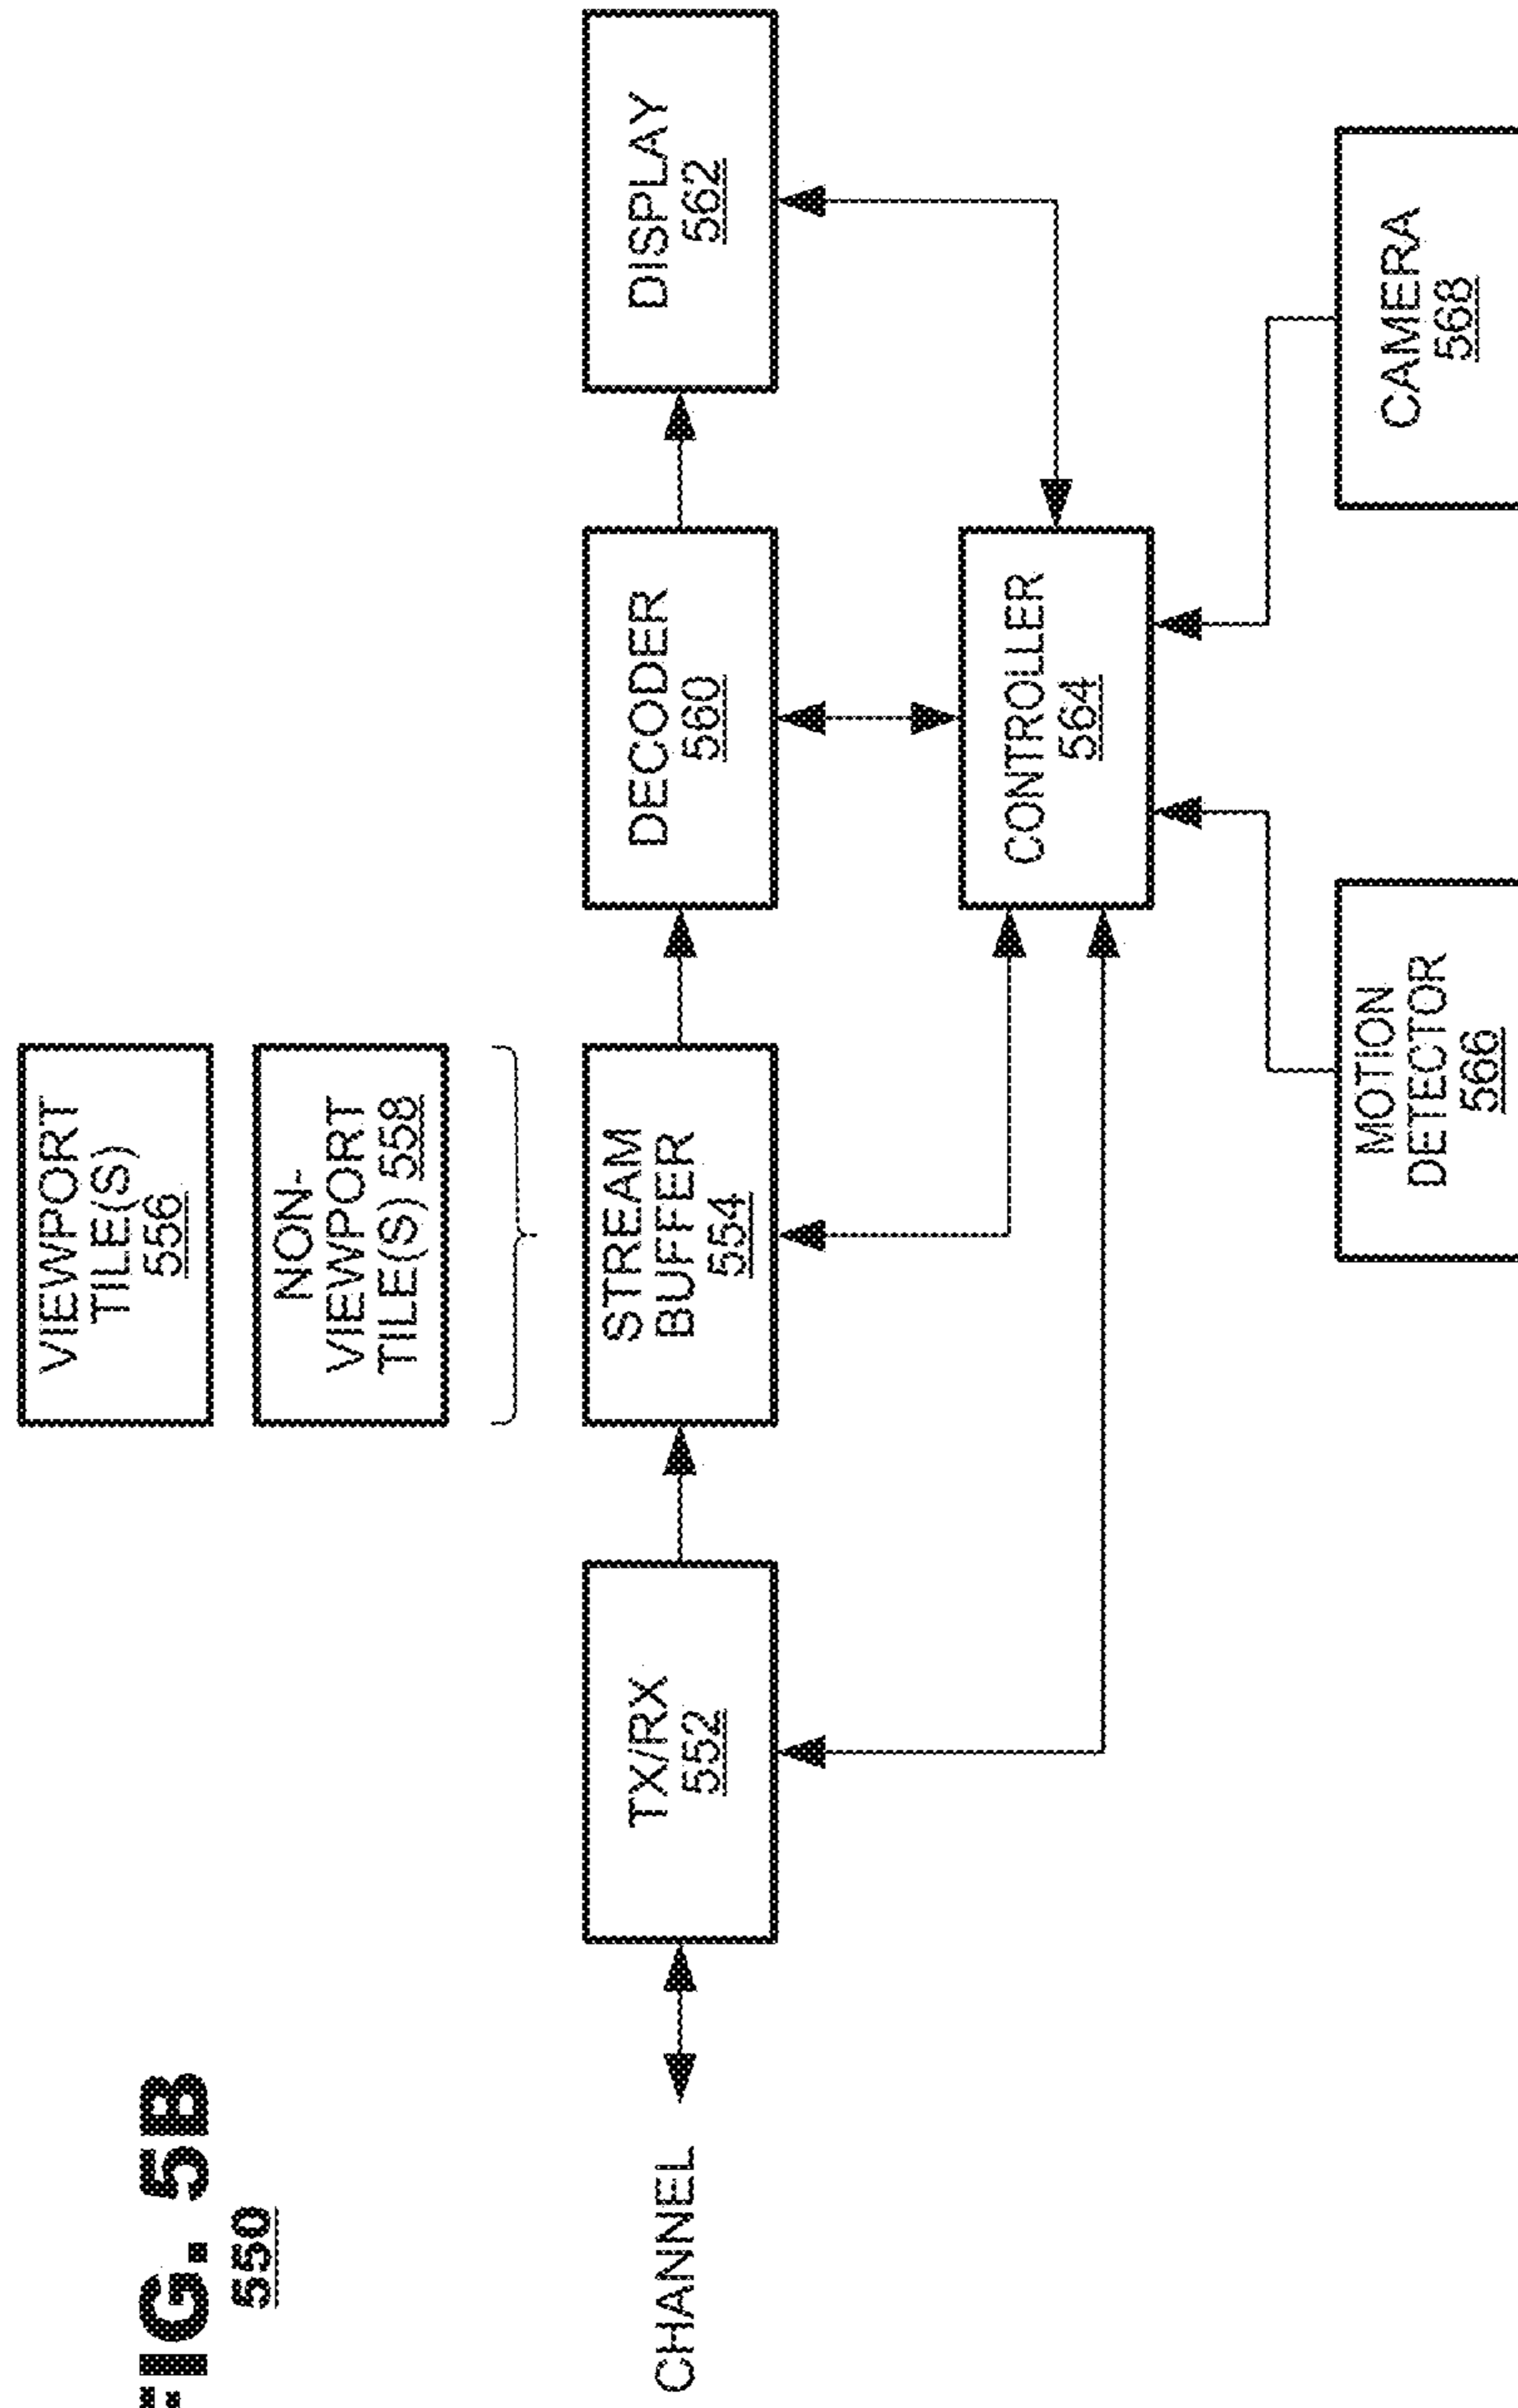 FIG. 5B
550
VIEWPORT
TILE(S)
556
NON-
VIEWPORT
TILE(S) 558
CHANNEL
TX/RX
552
STREAM
BUFFER
554
DECODER
560
DISPLAY
562
CONTROLLER
564
MOTION
DETECTOR
566
CAMERA
568